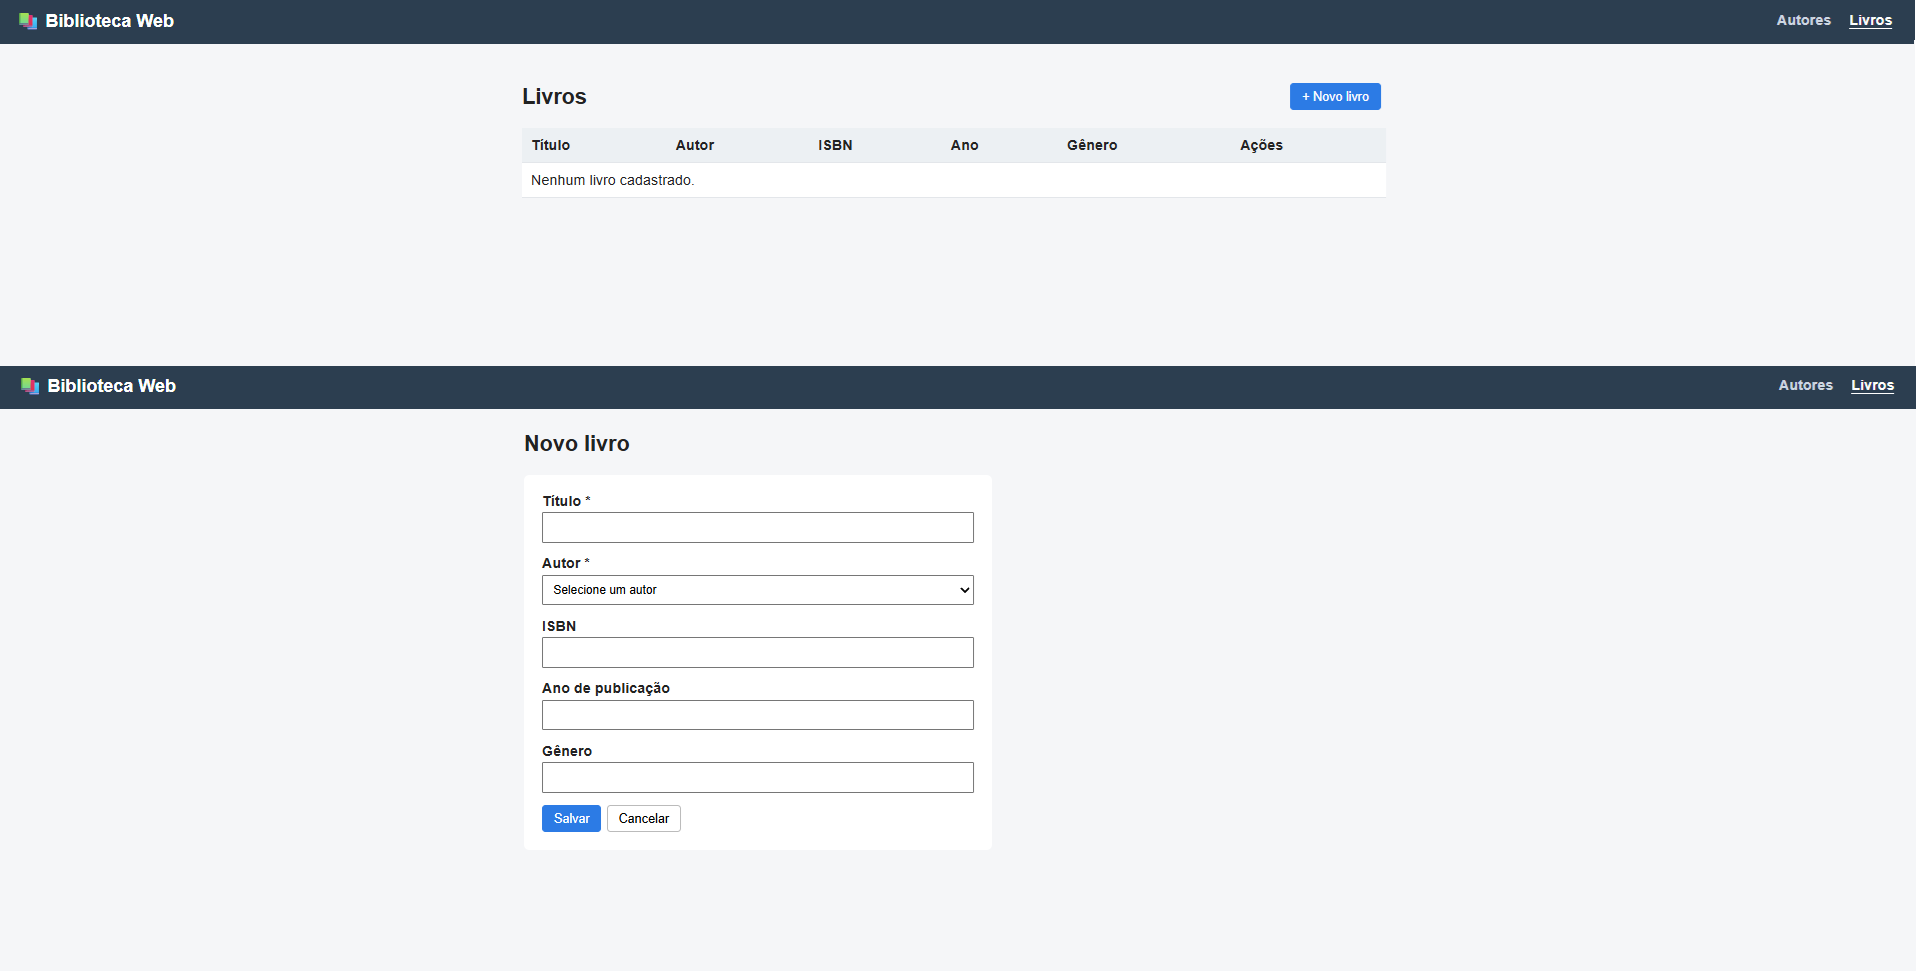 Biblioteca Web Autores Livros
Livros + Novo livro
Título Autor ISBN Ano Gênero Ações
Nenhum livro cadastrado.
Biblioteca Web Autores Livros
Novo livro
Título *
Autor *
Selecione um autor
ISBN
Ano de publicação
Gênero
Salvar Cancelar